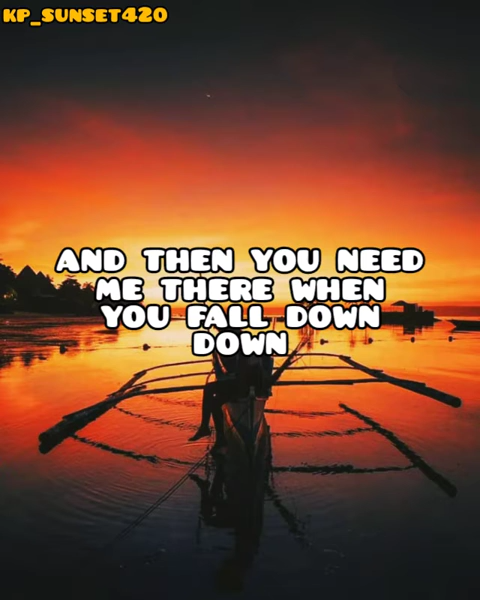 KP_SUNSET420
AND THEN YOU NEED
ME THERE WHEN
YOU FALL DOWN
DOWN